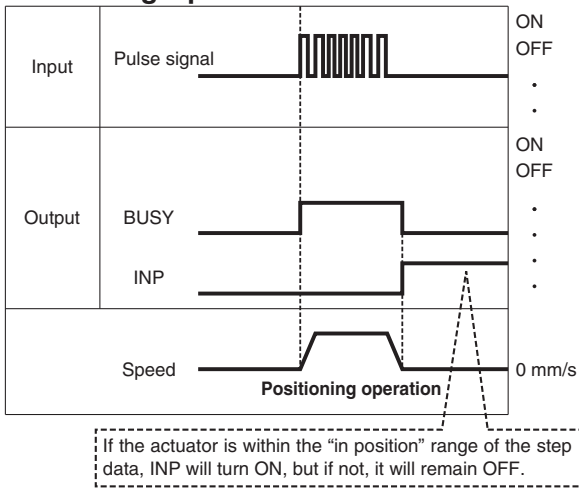 ON
OFF
Input
Pulse signal
ON
OFF
Output
BUSY
INP
Speed
0 mm/s
Positioning operation
If the actuator is within the “in position” range of the step
data, INP will turn ON, but if not, it will remain OFF.